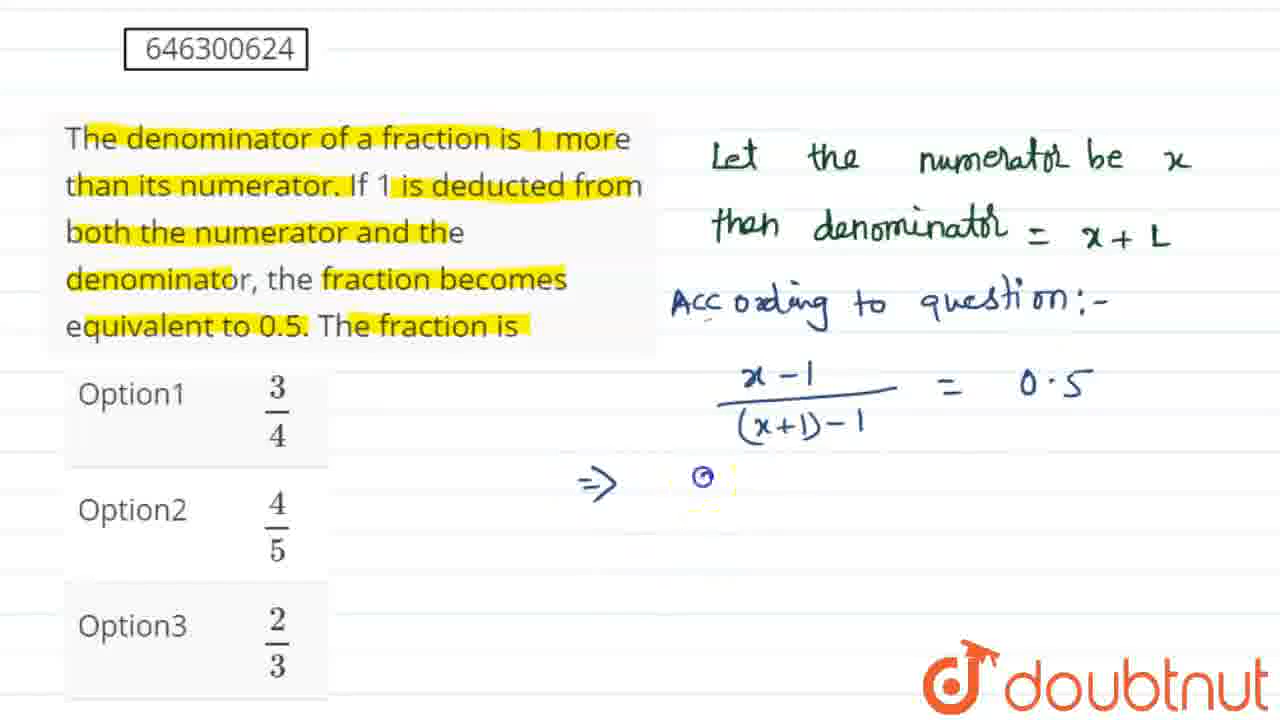 646300624
The denominator of a fraction is 1 more
than its numerator. If 1 is deducted from
both the numerator and the
denominator, the fraction becomes
equivalent to 0.5. The fraction is
Option1 3/4
Option2 4/5
Option3 2/3
Let the numerator be x
then denominator = x + 1
According to question :-
x - 1
(x+1) - 1
= 0.5
⇒
doubtnut